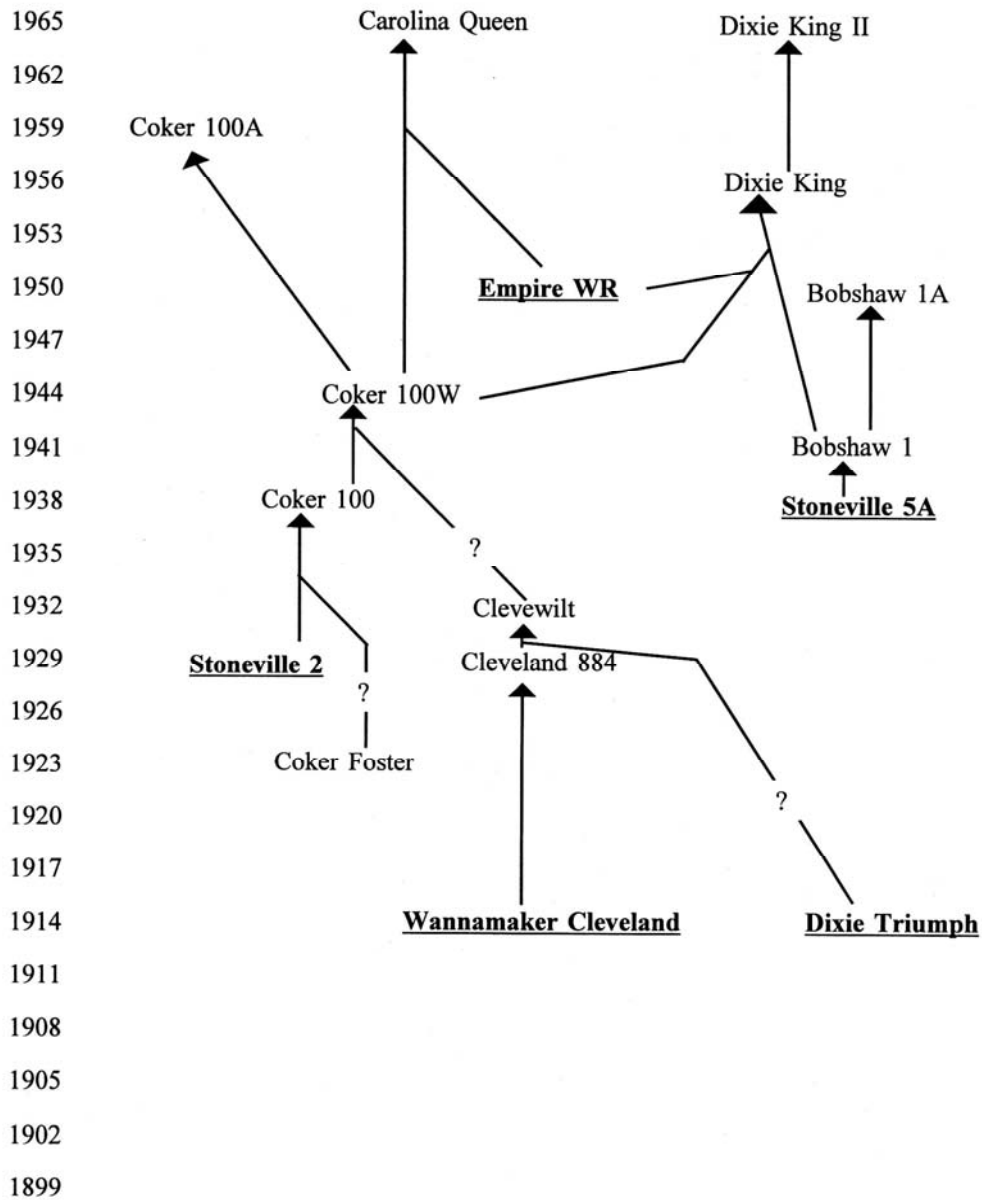 1965 Carolina Queen Dixie King II
1962
1959 Coker 100A
1956 Dixie King
1953
1950 Empire WR Bobshaw 1A
1947
1944 Coker 100W
1941 Bobshaw 1
1938 Coker 100 Stoneville 5A
1935 ?
1932 Clevewilt
1929 Stoneville 2 Cleveland 884
1926 ?
1923 Coker Foster
1920 ?
1917
1914 Wannamaker Cleveland Dixie Triumph
1911
1908
1905
1902
1899